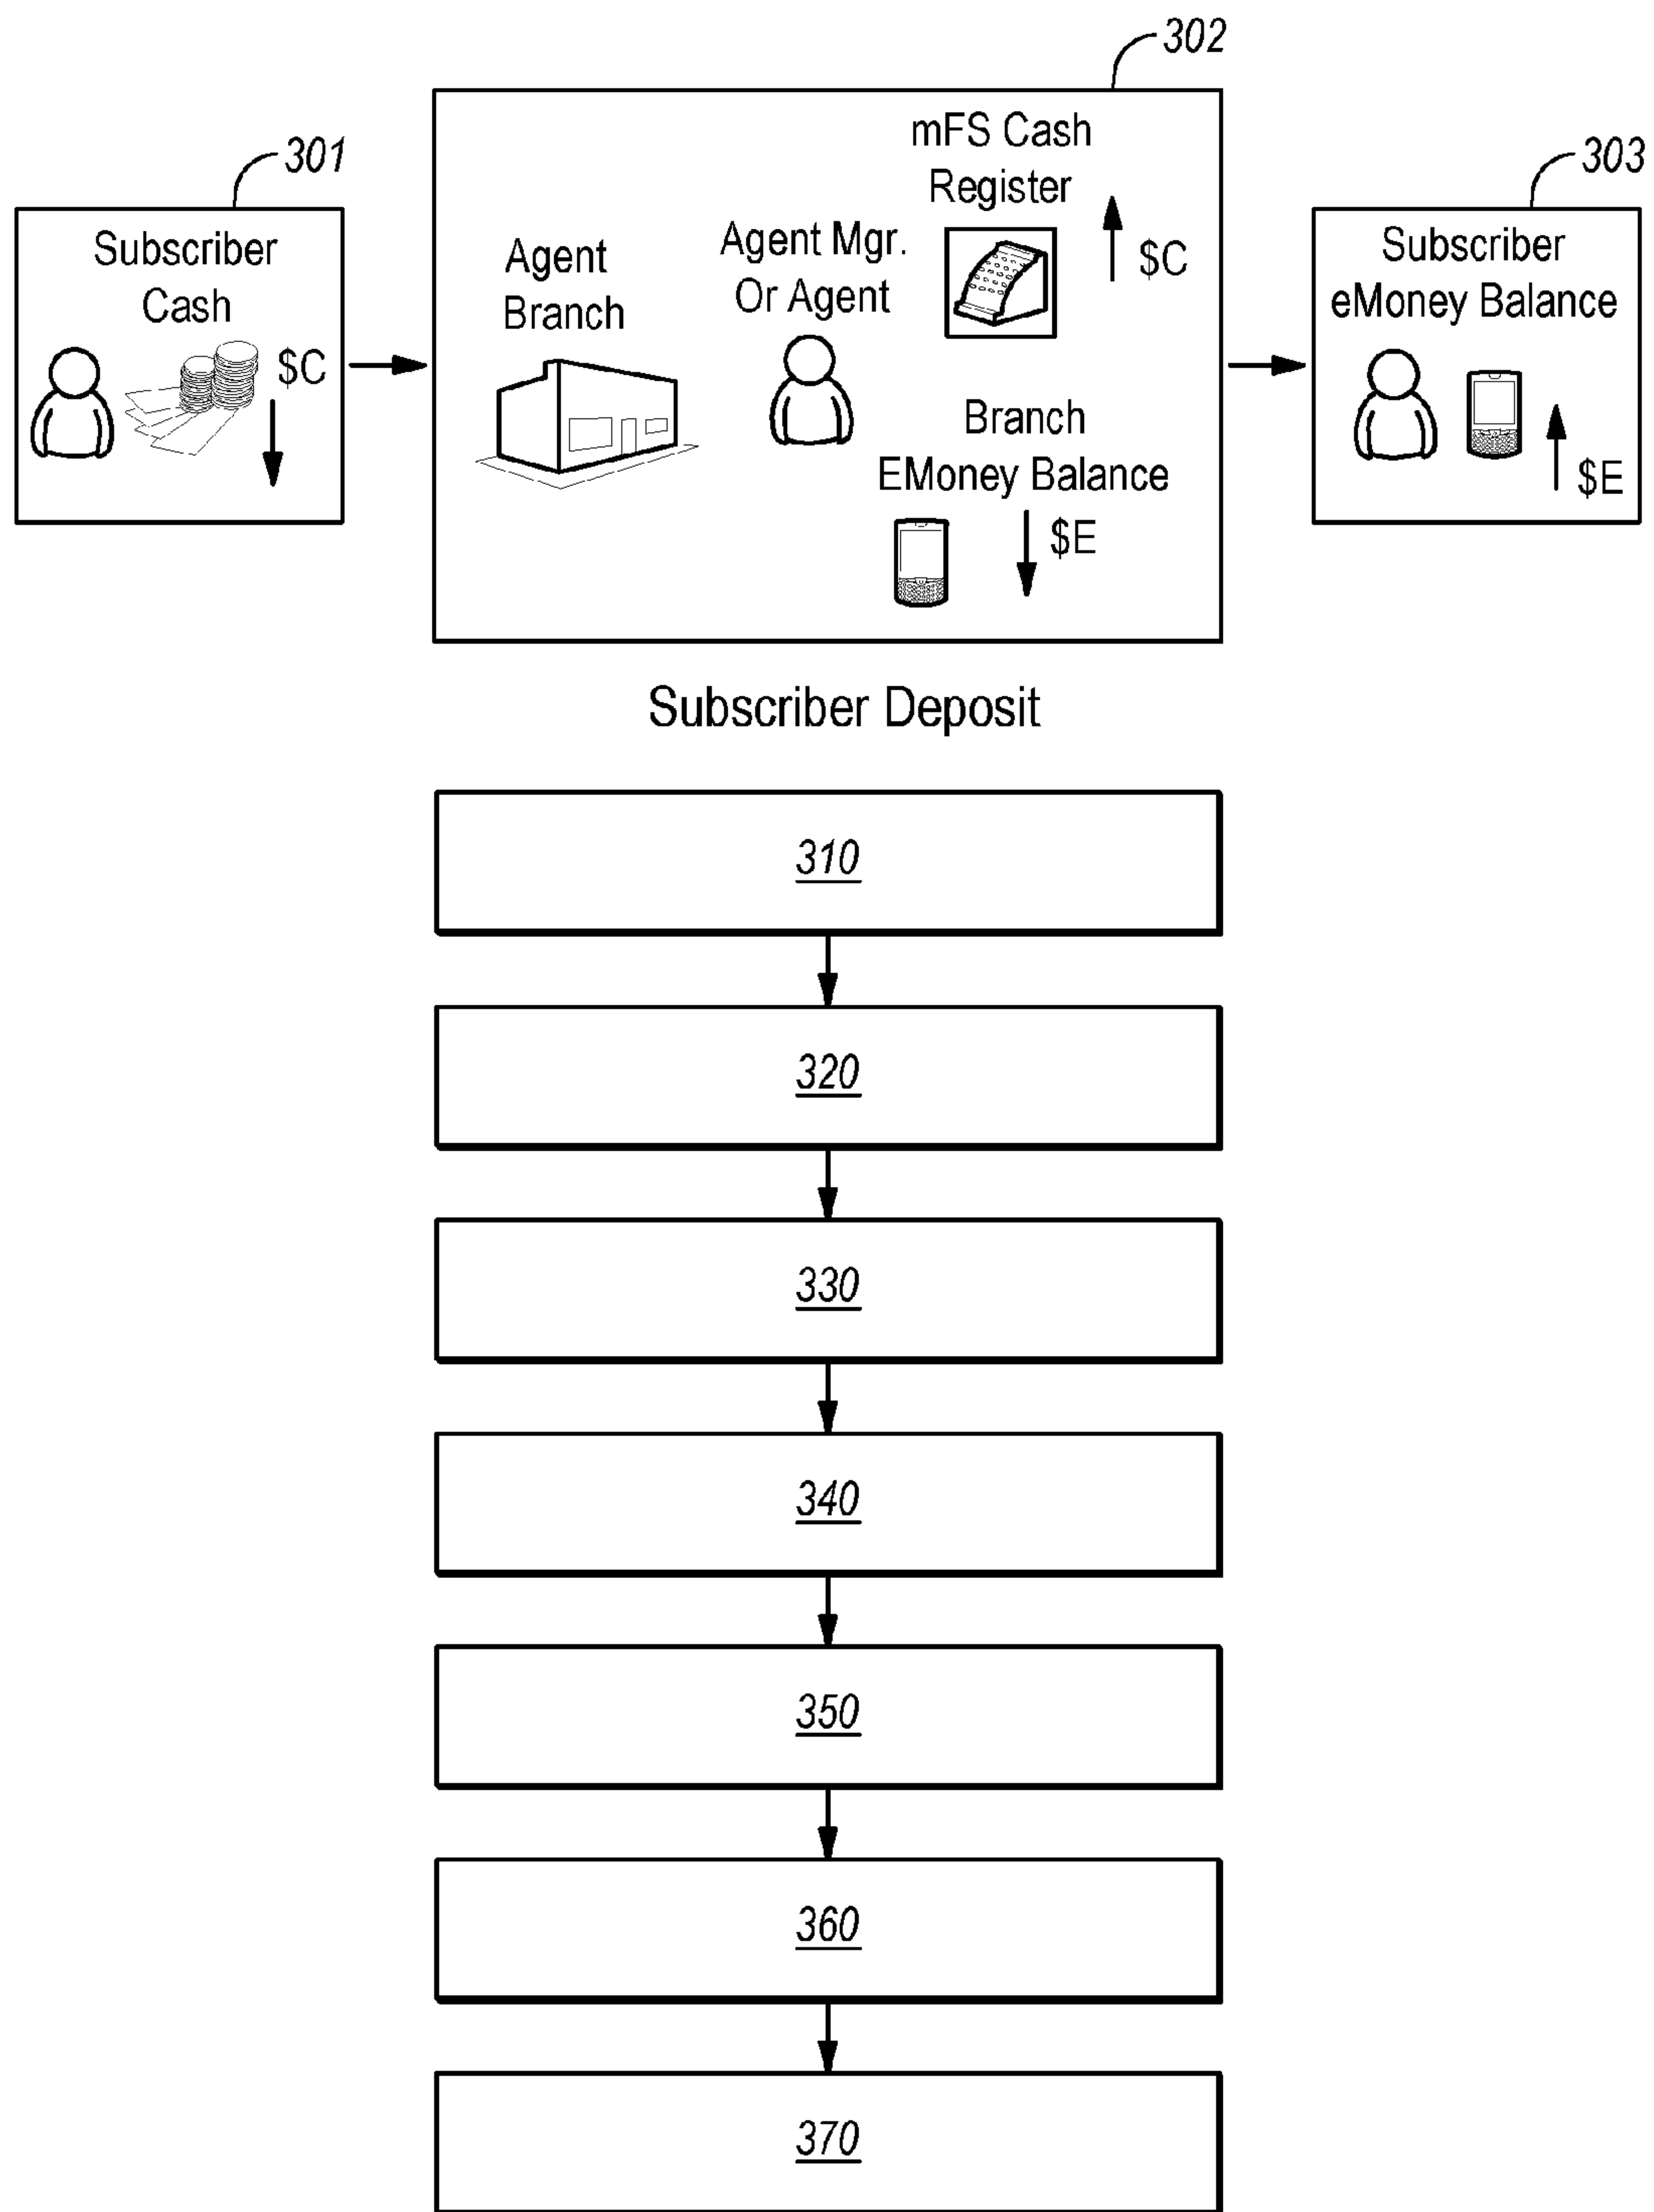 302
301
303
Subscriber
Cash
$C
Agent
Branch
Agent Mgr.
Or Agent
mFS Cash
Register
$C
Branch
EMoney Balance
$E
Subscriber
eMoney Balance
$E
Subscriber Deposit
310
320
330
340
350
360
370